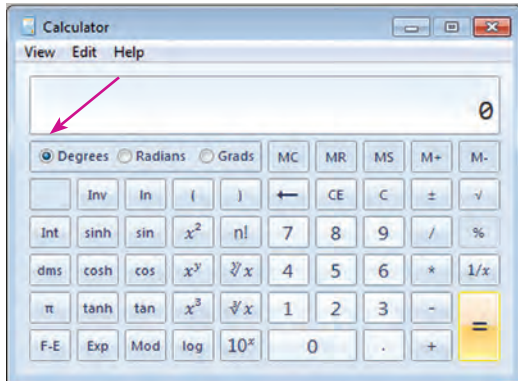 Calculator
View Edit Help
0
Degrees Radians Grads MC MR MS M+ M-
Inv ln ( ) ← CE C ± √
Int sinh sin x² n! 7 8 9 / %
dms cosh cos xʸ ʸ√x 4 5 6 * 1/x
π tanh tan x³ ³√x 1 2 3 - =
F-E Exp Mod log 10ˣ 0 . +